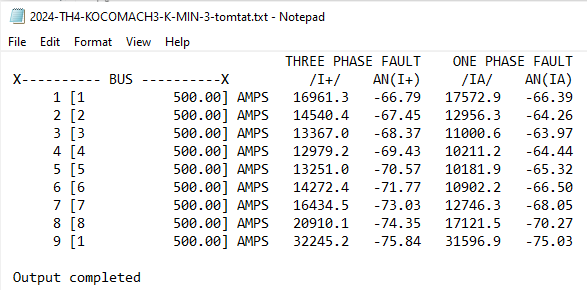 2024-TH4-KOCOMACH3-K-MIN-3-tomtat.txt - Notepad
File Edit Format View Help
THREE PHASE FAULT ONE PHASE FAULT
X---------- BUS ----------X /I+/ AN(I+) /IA/ AN(IA)
1 [1 500.00] AMPS 16961.3 -66.79 17572.9 -66.39
2 [2 500.00] AMPS 14540.4 -67.45 12956.3 -64.26
3 [3 500.00] AMPS 13367.0 -68.37 11000.6 -63.97
4 [4 500.00] AMPS 12979.2 -69.43 10211.2 -64.44
5 [5 500.00] AMPS 13251.0 -70.57 10181.9 -65.32
6 [6 500.00] AMPS 14272.4 -71.77 10902.2 -66.50
7 [7 500.00] AMPS 16434.5 -73.03 12746.3 -68.05
8 [8 500.00] AMPS 20910.1 -74.35 17121.5 -70.27
9 [1 500.00] AMPS 32245.2 -75.84 31596.9 -75.03
Output completed